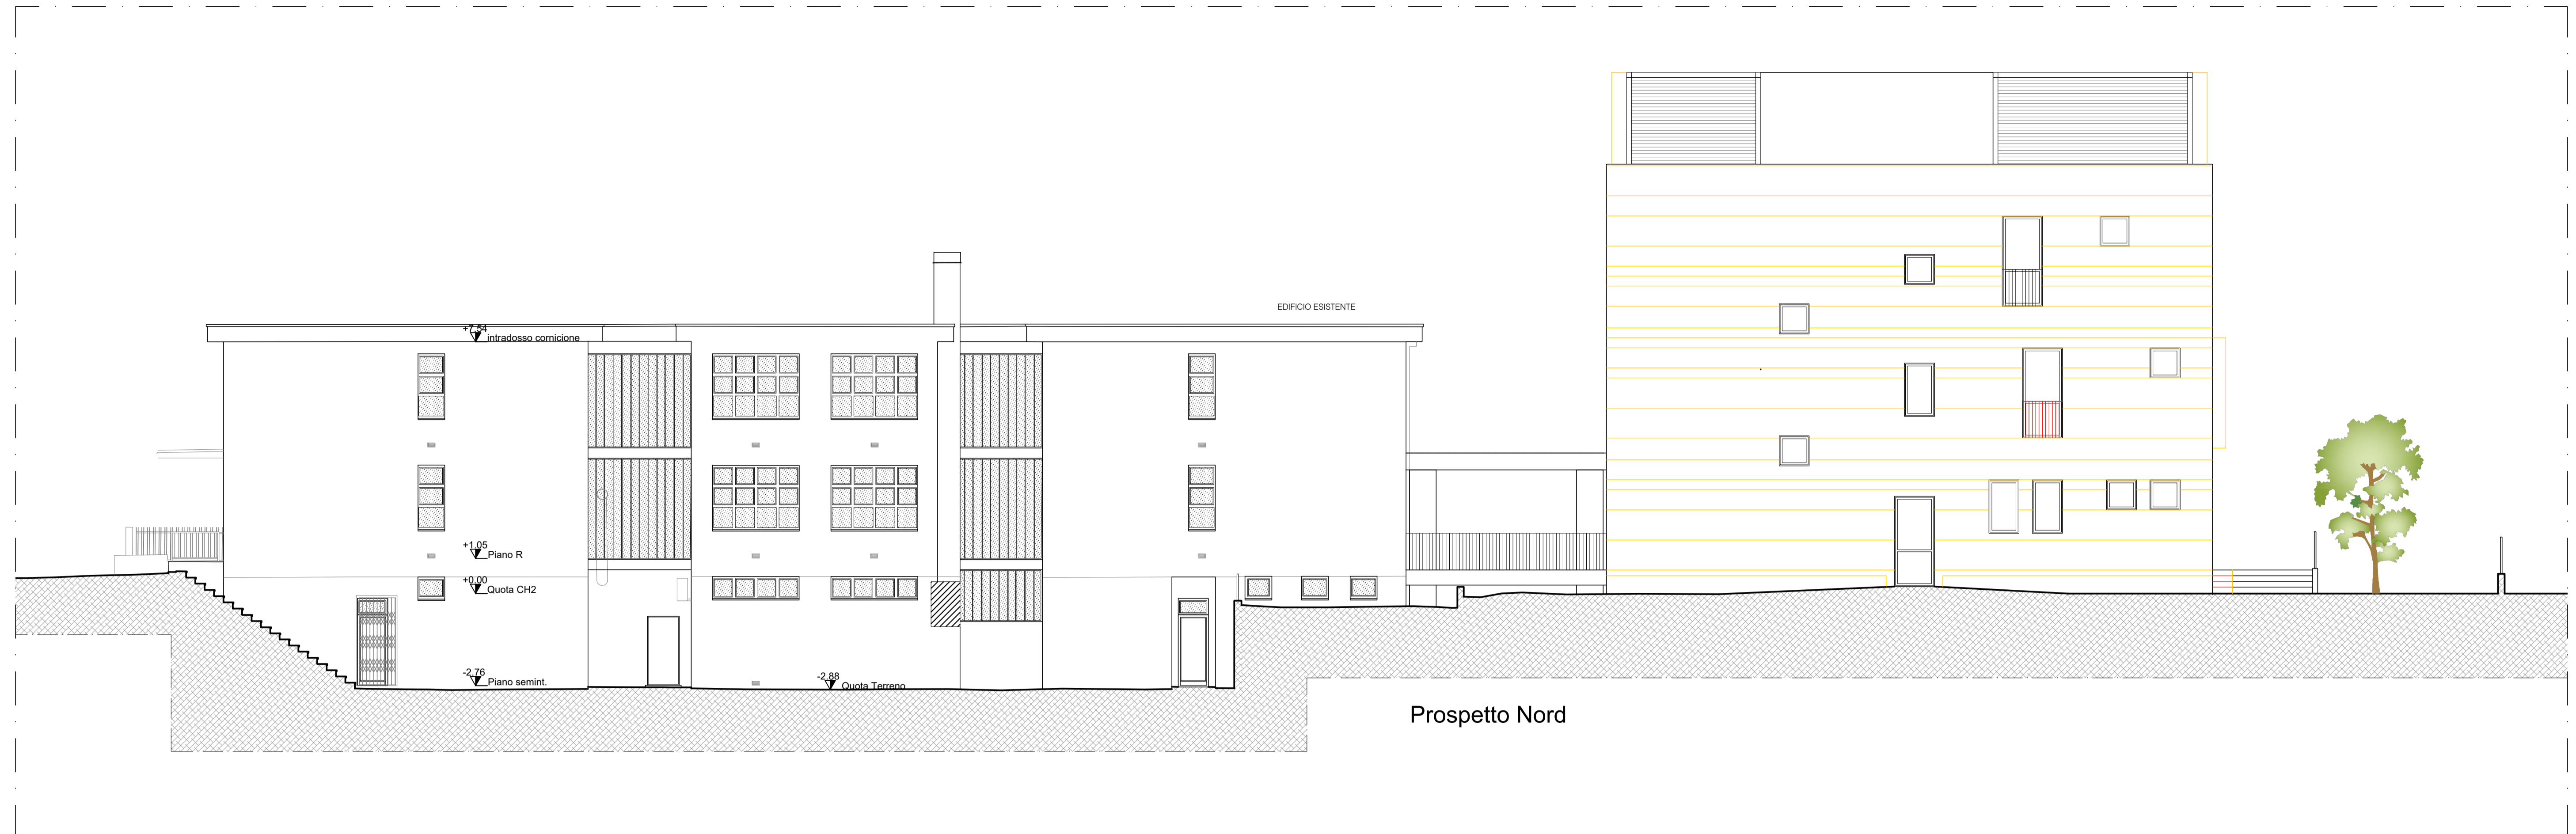 EDIFICIO ESISTENTE
+7.54
intradosso cornicione
+1.05
Piano R
+0.00
Quota CH2
-2.76
Piano semint.
-2.88
Quota Terreno
Prospetto Nord